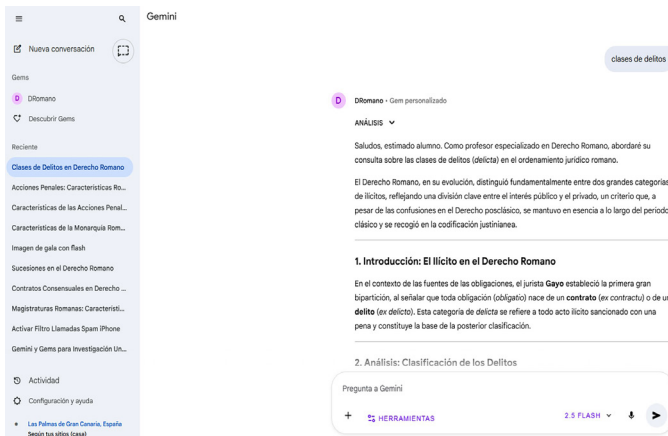 Gemini
Nueva conversación
Gems
D DRomano
Descubrir Gems
Reciente
Clases de Delitos en Derecho Romano
Acciones Penales: Características Ro...
Características de las Acciones Penal...
Características de la Monarquía Rom...
Imagen de gala con flash
Sucesiones en el Derecho Romano
Contratos Consensuales en Derecho ...
Magistraturas Romanas: Característi...
Activar Filtro Llamadas Spam iPhone
Gemini y Gems para Investigación Un...
Actividad
Configuración y ayuda
Las Palmas de Gran Canaria, España
Según tus sitios (casa)
clases de delitos
D DRomano • Gem personalizado
ANÁLISIS
Saludos, estimado alumno. Como profesor especializado en Derecho Romano, abordaré su
consulta sobre las clases de delitos (delicta) en el ordenamiento jurídico romano.
El Derecho Romano, en su evolución, distinguió fundamentalmente entre dos grandes categorías
de ilícitos, reflejando una división clave entre el interés público y el privado, un criterio que, a
pesar de las confusiones en el Derecho posclásico, se mantuvo en esencia a lo largo del periodo
clásico y se recogió en la codificación justinianea.
1. Introducción: El Ilícito en el Derecho Romano
En el contexto de las fuentes de las obligaciones, el jurista Gayo estableció la primera gran
bipartición, al señalar que toda obligación (obligatio) nace de un contrato (ex contractu) o de un
delito (ex delicto). Esta categoría de delicta se refiere a todo acto ilícito sancionado con una
pena y constituye la base de la posterior clasificación.
2. Análisis: Clasificación de los Delitos
Pregunta a Gemini
HERRAMIENTAS
2.5 FLASH